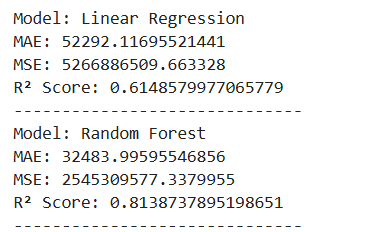 Model: Linear Regression
MAE: 52292.11695521441
MSE: 5266886509.663328
R² Score: 0.6148579977065779
------------------------------
Model: Random Forest
MAE: 32483.99595546856
MSE: 2545309577.3379955
R² Score: 0.8138737895198651
------------------------------